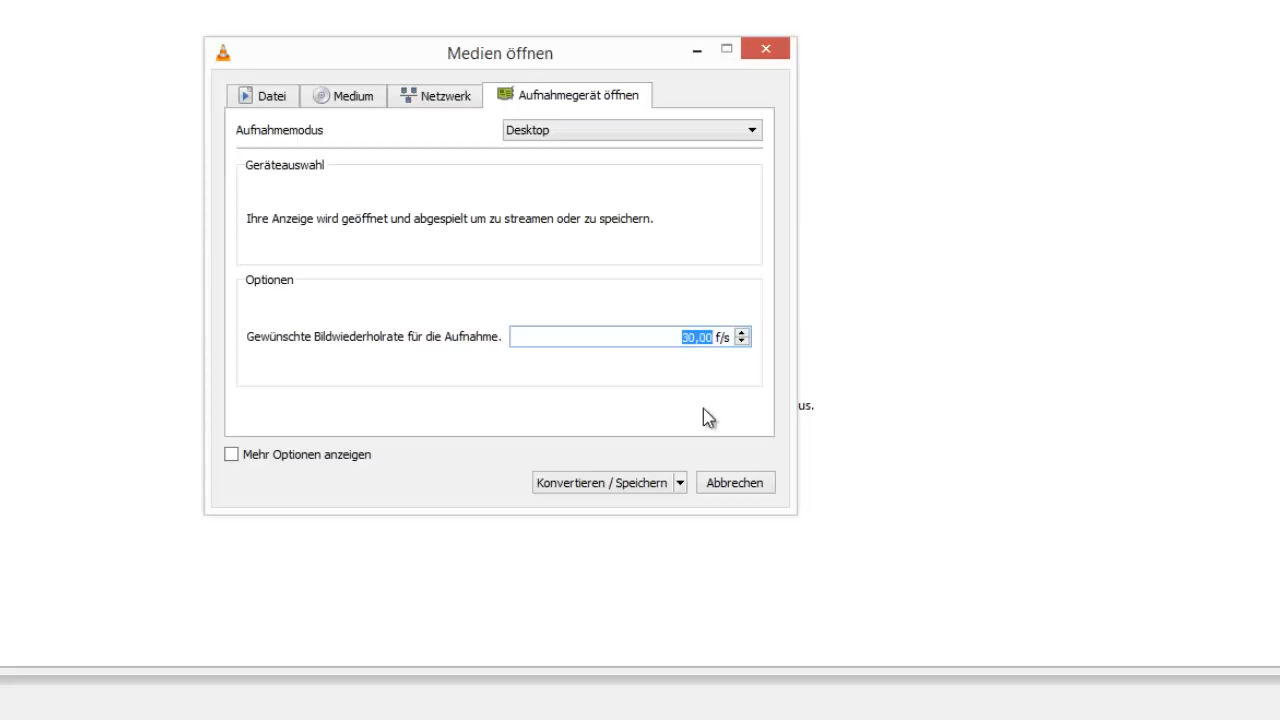 Medien öffnen
Datei
Medium
Netzwerk
Aufnahmegerät öffnen
Aufnahmemodus
Desktop
Geräteauswahl
Ihre Anzeige wird geöffnet und abgespielt um zu streamen oder zu speichern.
Optionen
Gewünschte Bildwiederholrate für die Aufnahme.
30,00 f/s
us.
Mehr Optionen anzeigen
Konvertieren / Speichern
Abbrechen